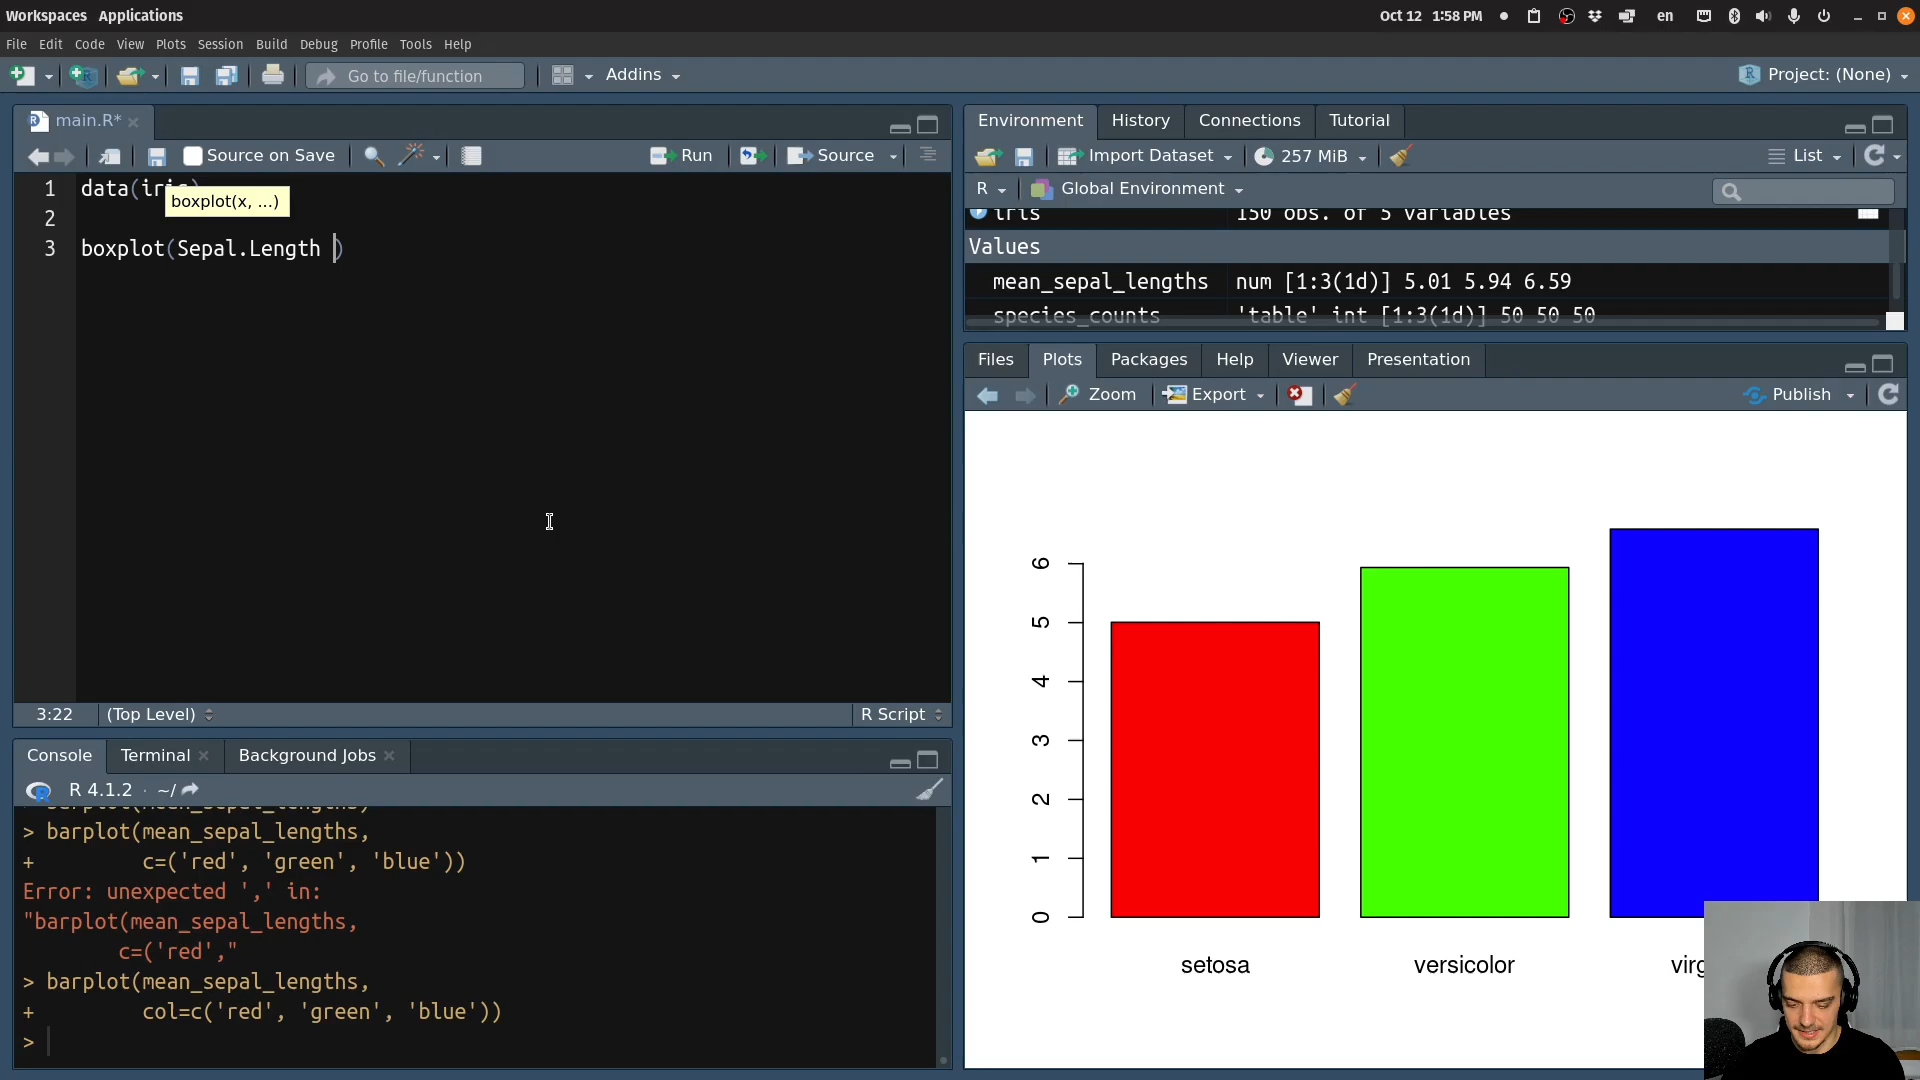 Workspaces Applications Oct 12 1:58 PM en
File Edit Code View Plots Session Build Debug Profile Tools Help
Go to file/function Addins Project: (None)
main.R*
Source on Save Run Source
1 data(iris)
boxplot(x, ...)
2
3 boxplot(Sepal.Length )
3:22 (Top Level) R Script
Console Terminal Background Jobs
R 4.1.2 · ~/
> barplot(mean_sepal_lengths)
> barplot(mean_sepal_lengths,
+ c=('red', 'green', 'blue'))
Error: unexpected ',' in:
"barplot(mean_sepal_lengths,
c=('red',"
> barplot(mean_sepal_lengths,
+ col=c('red', 'green', 'blue'))
>
Environment History Connections Tutorial
Import Dataset 257 MiB List
R Global Environment
iris 150 obs. of 5 variables
Values
mean_sepal_lengths num [1:3(1d)] 5.01 5.94 6.59
species_counts 'table' int [1:3(1d)] 50 50 50
Files Plots Packages Help Viewer Presentation
Zoom Export Publish
6
5
4
3
2
1
0
setosa versicolor virg